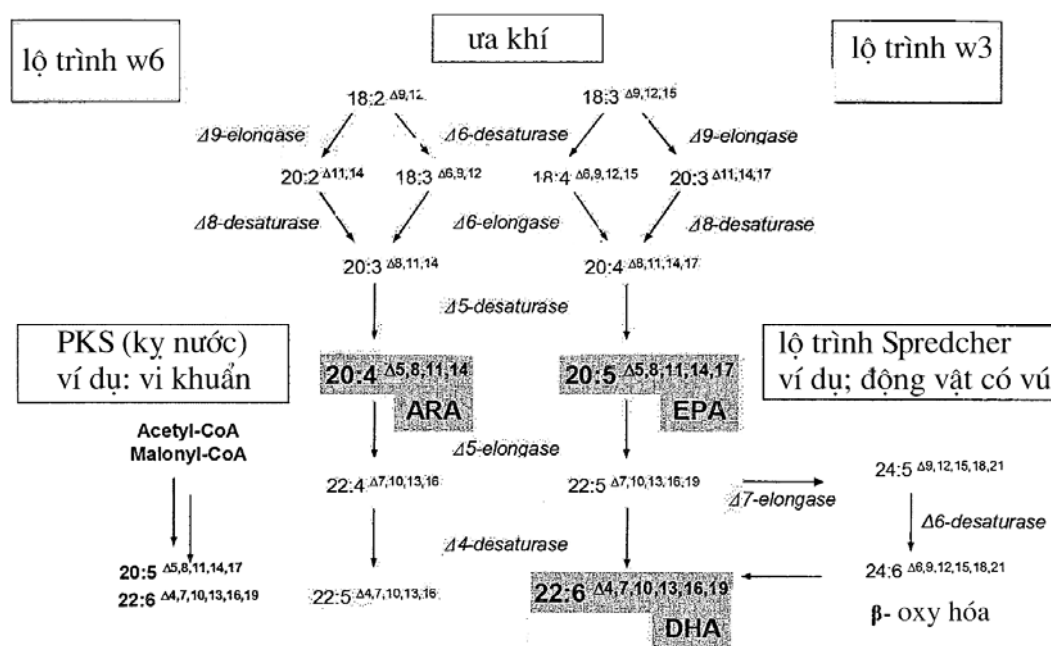 lộ trình w6
ưa khí
lộ trình w3
18:2 Δ9,12
18:3 Δ9,12,15
Δ9-elongase
Δ6-desaturase
Δ9-elongase
20:2 Δ11,14
18:3 Δ6,9,12
18:4 Δ6,9,12,15
20:3 Δ11,14,17
Δ8-desaturase
Δ6-elongase
Δ8-desaturase
20:3 Δ8,11,14
20:4 Δ8,11,14,17
Δ5-desaturase
PKS (kỵ nước)
ví dụ: vi khuẩn
20:4 Δ5,8,11,14
ARA
20:5 Δ5,8,11,14,17
EPA
lộ trình Spredcher
ví dụ; động vật có vú
Acetyl-CoA
Malonyl-CoA
Δ5-elongase
22:4 Δ7,10,13,16
22:5 Δ7,10,13,16,19
Δ7-elongase
24:5 Δ9,12,15,18,21
Δ6-desaturase
Δ4-desaturase
20:5 Δ5,8,11,14,17
22:6 Δ4,7,10,13,16,19
22:5 Δ4,7,10,13,16
22:6 Δ4,7,10,13,16,19
DHA
24:6 Δ6,9,12,15,18,21
β- oxy hóa